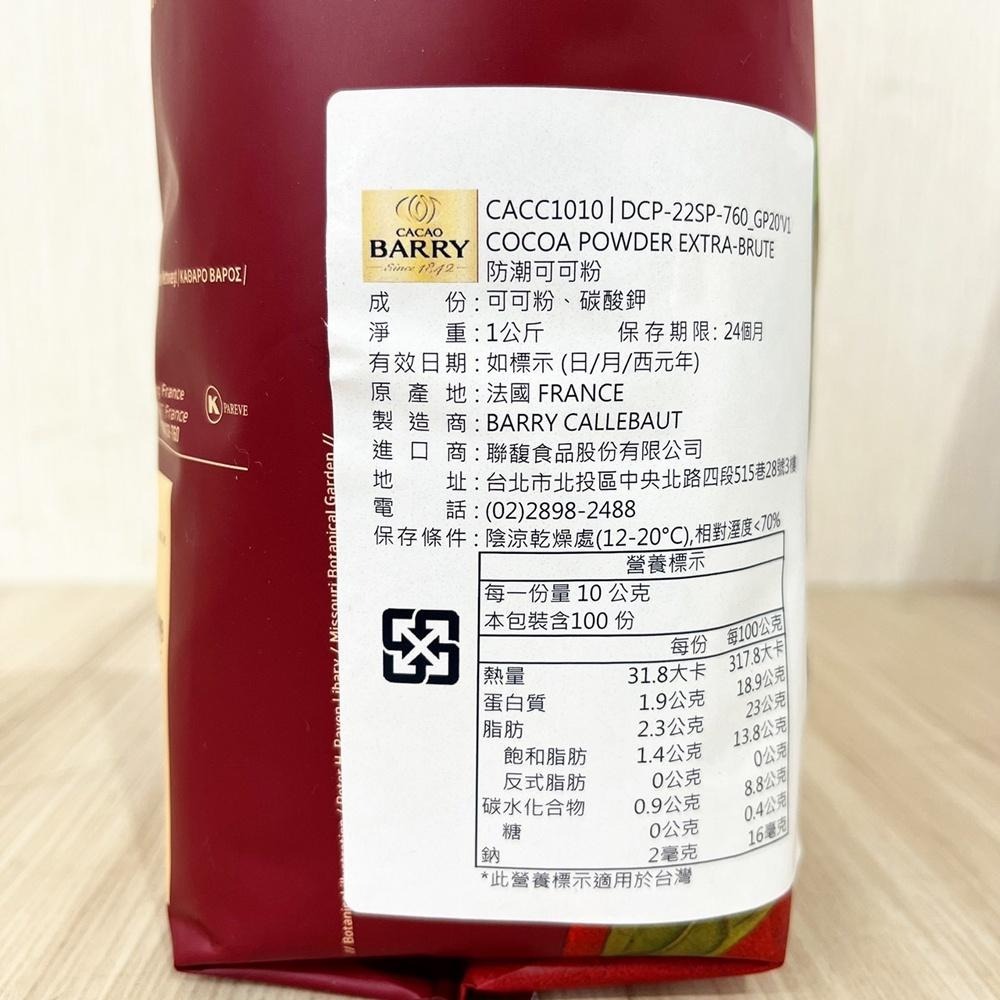 CACAO
BARRY
Since 1842
CACC1010 | DCP-22SP-760_GP20'V1
COCOA POWDER EXTRA-BRUTE
防潮可可粉
成份:可可粉、碳酸鉀
淨重:1公斤 保存期限:24個月
有效日期:如標示 (日/月/西元年)
原產地:法國 FRANCE
製造商:BARRY CALLEBAUT
進口商:聯馥食品股份有限公司
地址:台北市北投區中央北路四段515巷28號3樓
電話:(02)2898-2488
保存條件:陰涼乾燥處(12-20°C),相對溼度<70%
營養標示
每一份量 10 公克
本包裝含100 份
每份 每100公克
熱量 31.8大卡 317.8大卡
蛋白質 1.9公克 18.9公克
脂肪 2.3公克 23公克
飽和脂肪 1.4公克 13.8公克
反式脂肪 0公克 0公克
碳水化合物 0.9公克 8.8公克
糖 0公克 0.4公克
鈉 2毫克 16毫克
*此營養標示適用於台灣
ΚΑΘΑΡΟ ΒΑΡΟΣ /
France
France
K PAREVE
/ Missouri Botanical Garden //